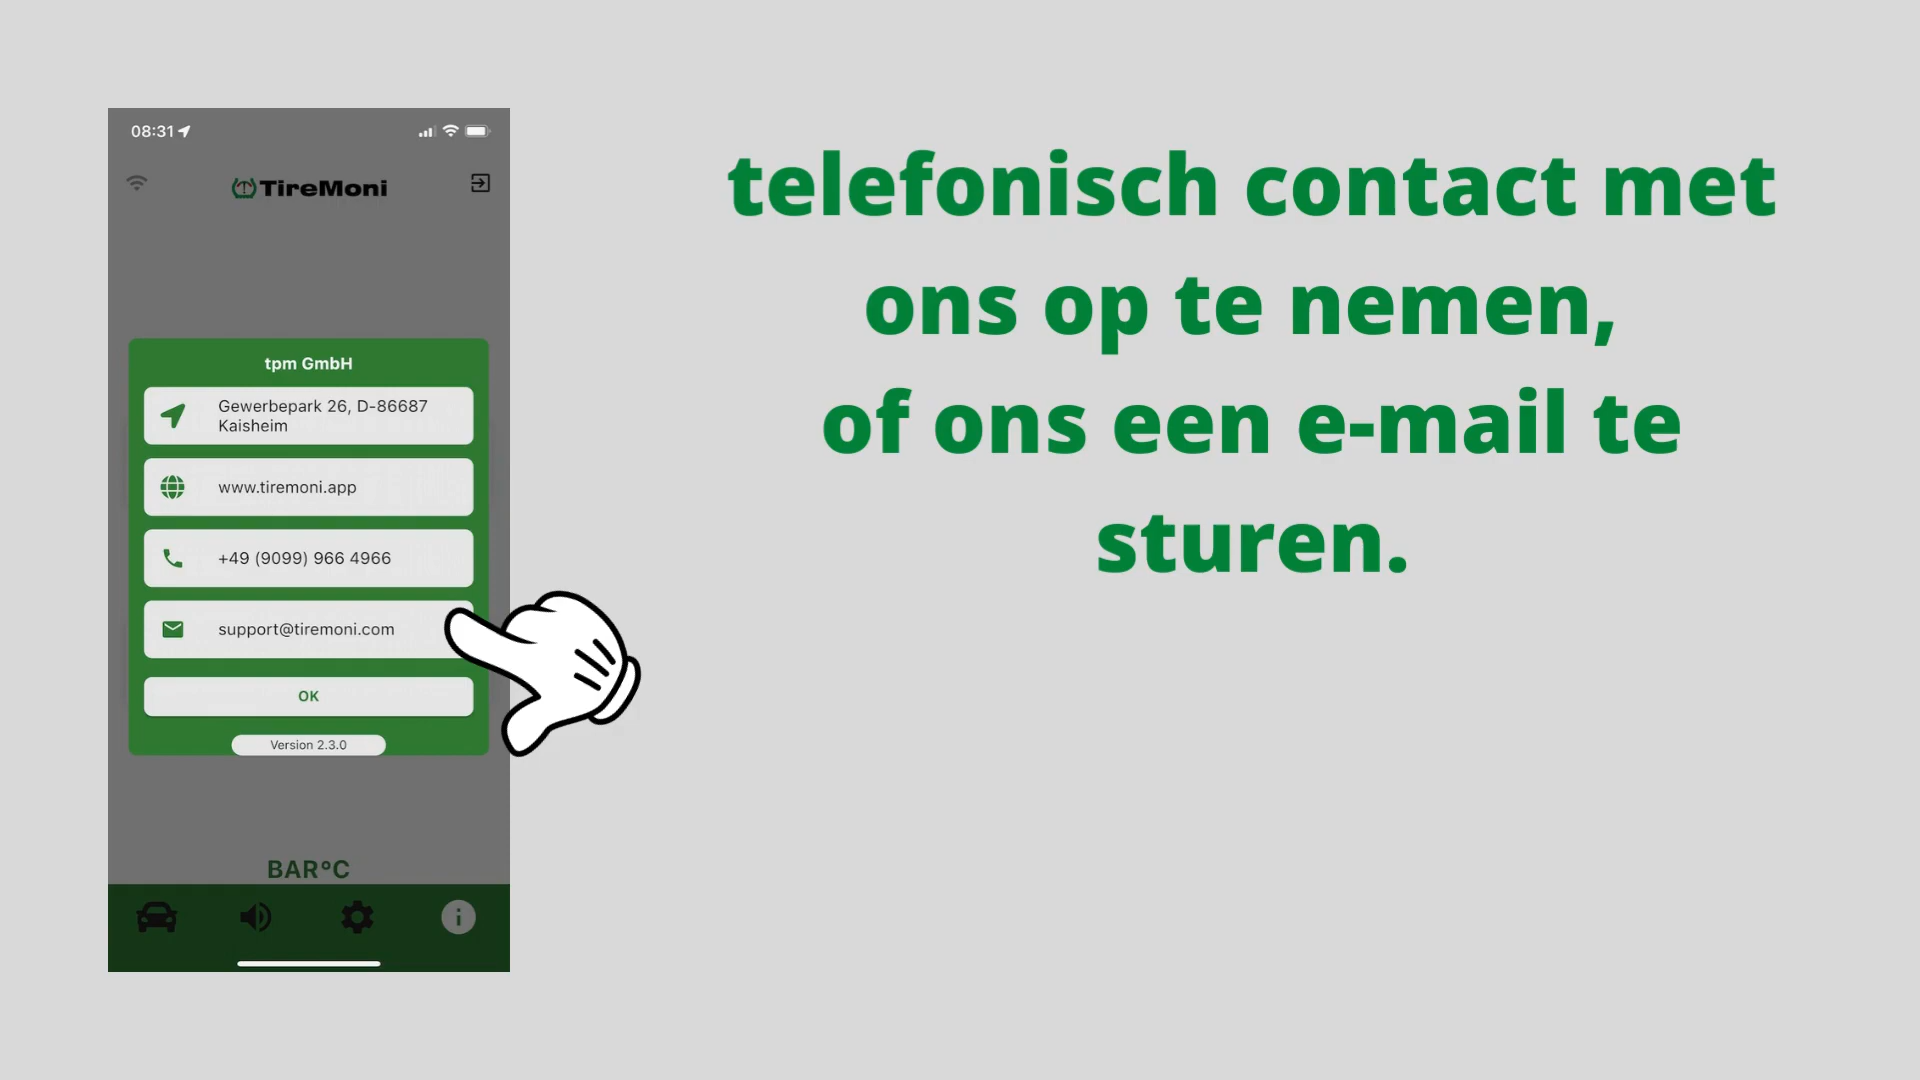 08:31
TireMoni
tpm GmbH
Gewerbepark 26, D-86687
Kaisheim
www.tiremoni.app
+49 (9099) 966 4966
support@tiremoni.com
OK
Version 2.3.0
BAR°C
telefonisch contact met
ons op te nemen,
of ons een e-mail te
sturen.